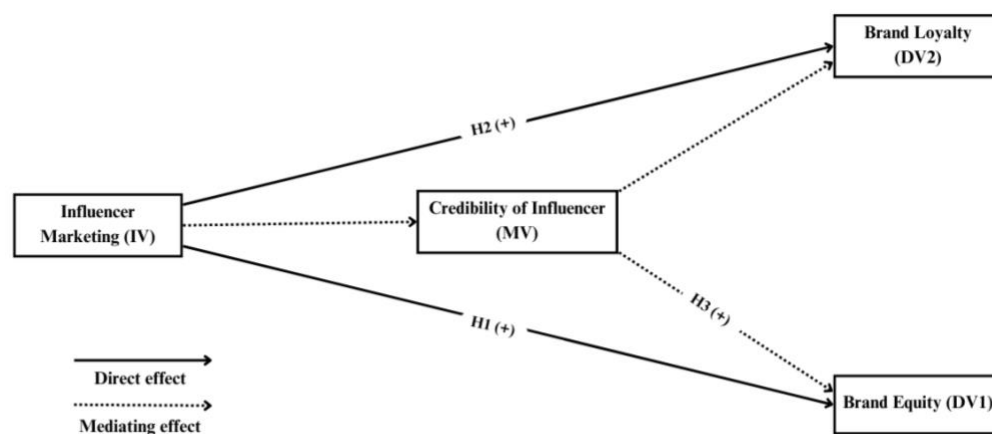 Brand Loyalty
(DV2)
H2 (+)
Influencer
Marketing (IV)
Credibility of Influencer
(MV)
H3 (+)
H1 (+)
Direct effect
Mediating effect
Brand Equity (DV1)